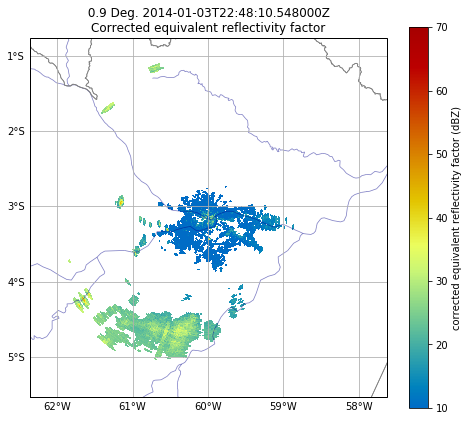 0.9 Deg. 2014-01-03T22:48:10.548000Z
Corrected equivalent reflectivity factor
1°S
2°S
3°S
4°S
5°S
62°W 61°W 60°W 59°W 58°W
70
60
50
40
30
20
10
corrected equivalent reflectivity factor (dBZ)